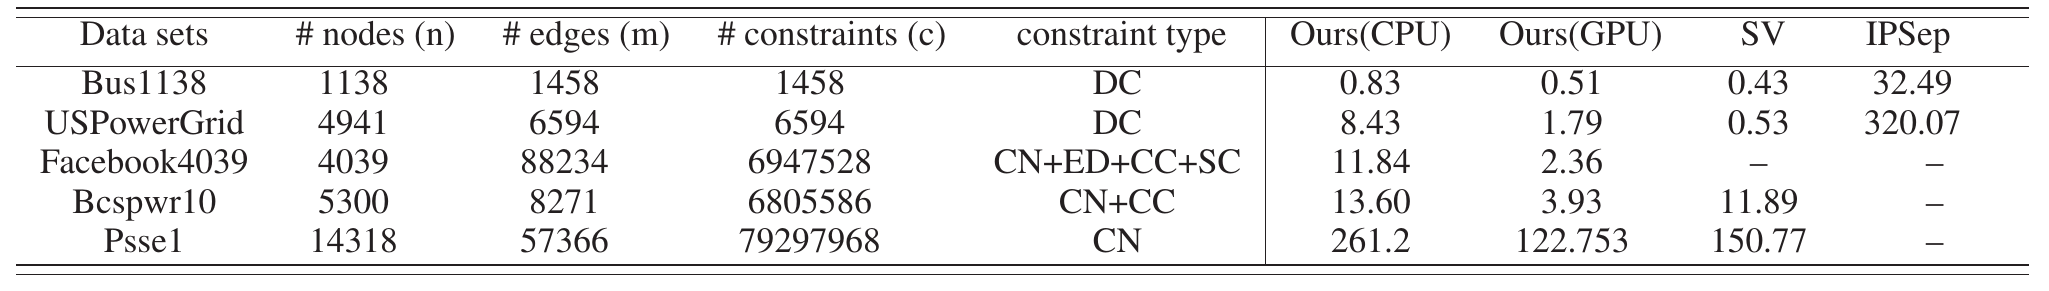 Data sets # nodes (n) # edges (m) # constraints (c) constraint type Ours(CPU) Ours(GPU) SV IPSep
Bus1138 1138 1458 1458 DC 0.83 0.51 0.43 32.49
USPowerGrid 4941 6594 6594 DC 8.43 1.79 0.53 320.07
Facebook4039 4039 88234 6947528 CN+ED+CC+SC 11.84 2.36 – –
Bcspwr10 5300 8271 6805586 CN+CC 13.60 3.93 11.89 –
Psse1 14318 57366 79297968 CN 261.2 122.753 150.77 –